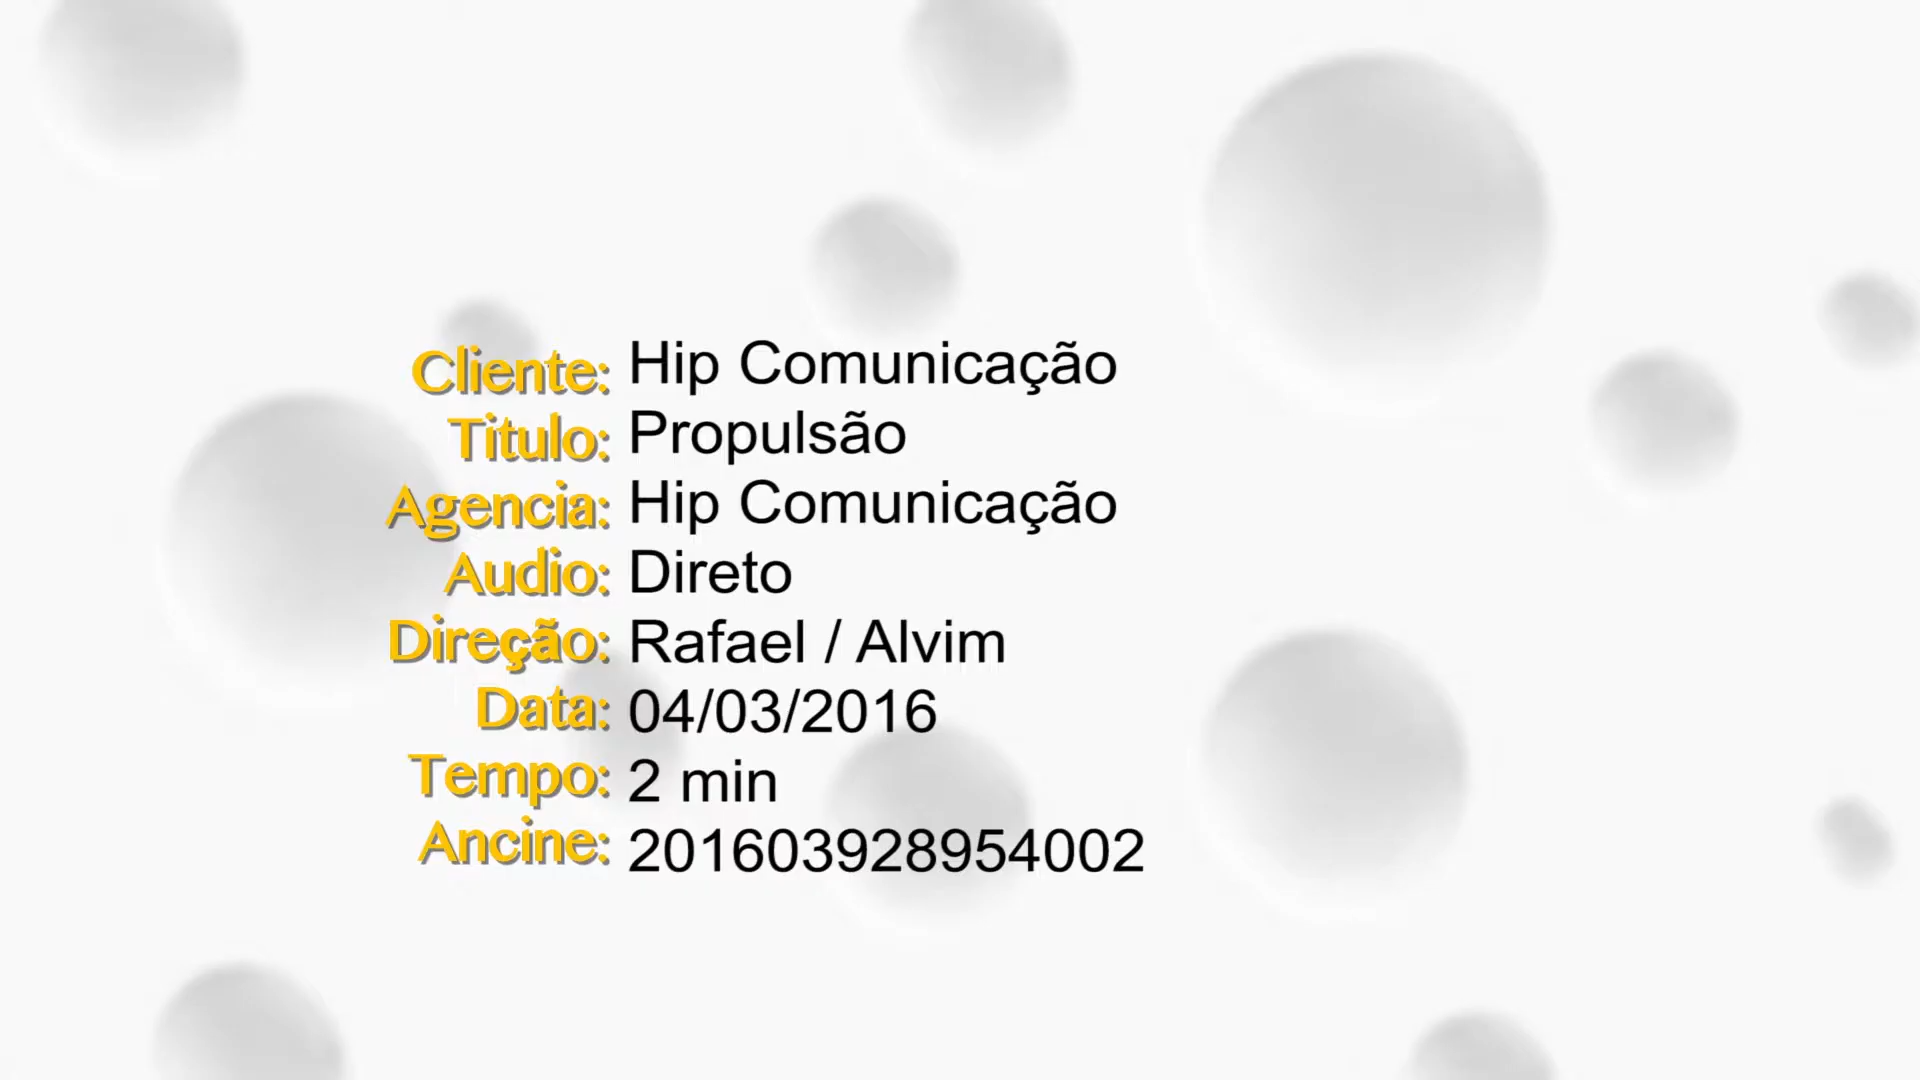 Cliente: Hip Comunicação
Titulo: Propulsão
Agencia: Hip Comunicação
Audio: Direto
Direção: Rafael / Alvim
Data: 04/03/2016
Tempo: 2 min
Ancine: 201603928954002